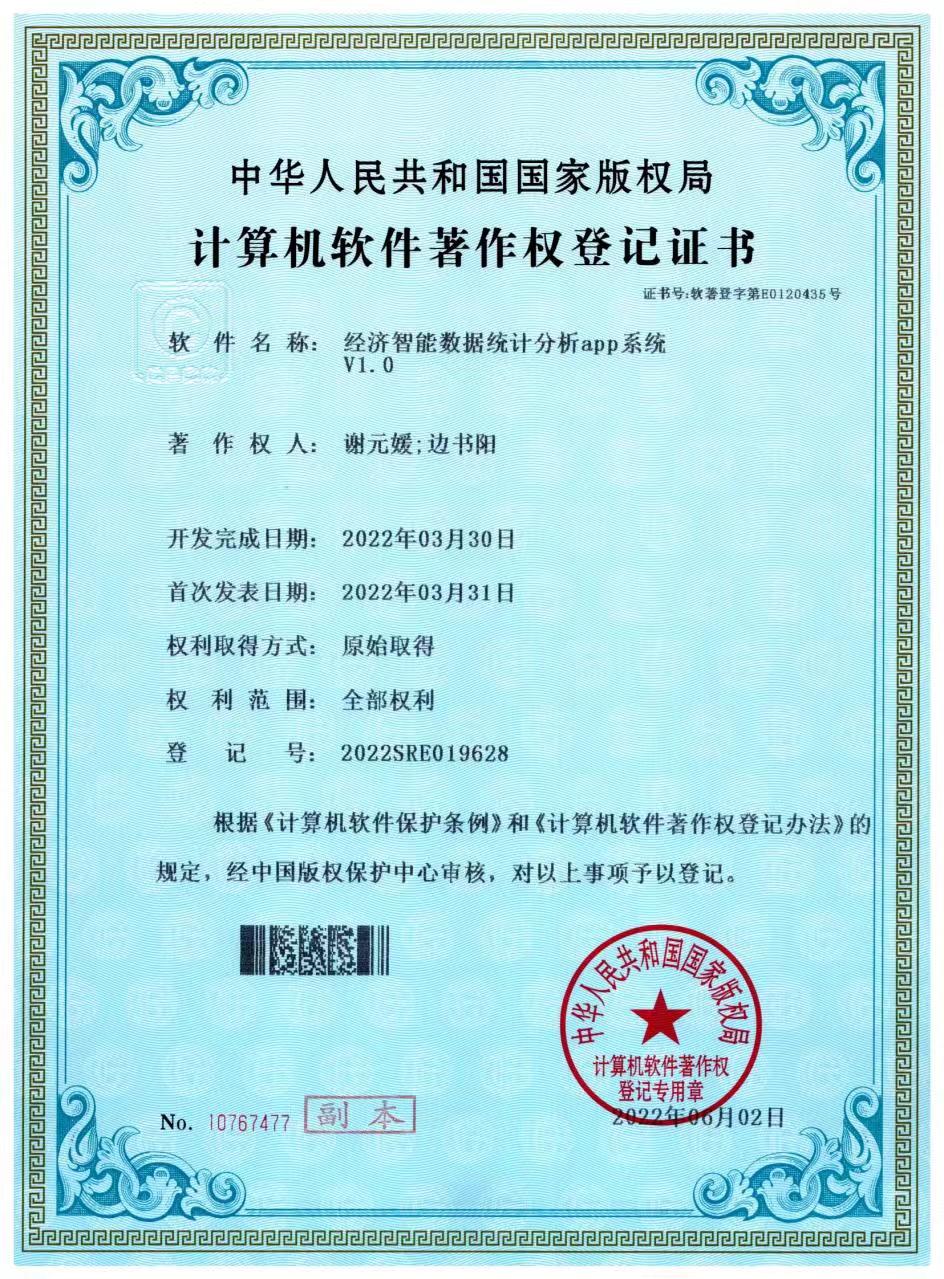 中华人民共和国国家版权局
计算机软件著作权登记证书
证书号:软著登字第E0120435号
软件名称： 经济智能数据统计分析app系统
V1.0
著作权人： 谢元媛;边书阳
开发完成日期： 2022年03月30日
首次发表日期： 2022年03月31日
权利取得方式： 原始取得
权利范围： 全部权利
登记号： 2022SRE019628
根据《计算机软件保护条例》和《计算机软件著作权登记办法》的
规定，经中国版权保护中心审核，对以上事项予以登记。
中华人民共和国国家版权局
计算机软件著作权
登记专用章
No. 10767477 副本
2022年06月02日